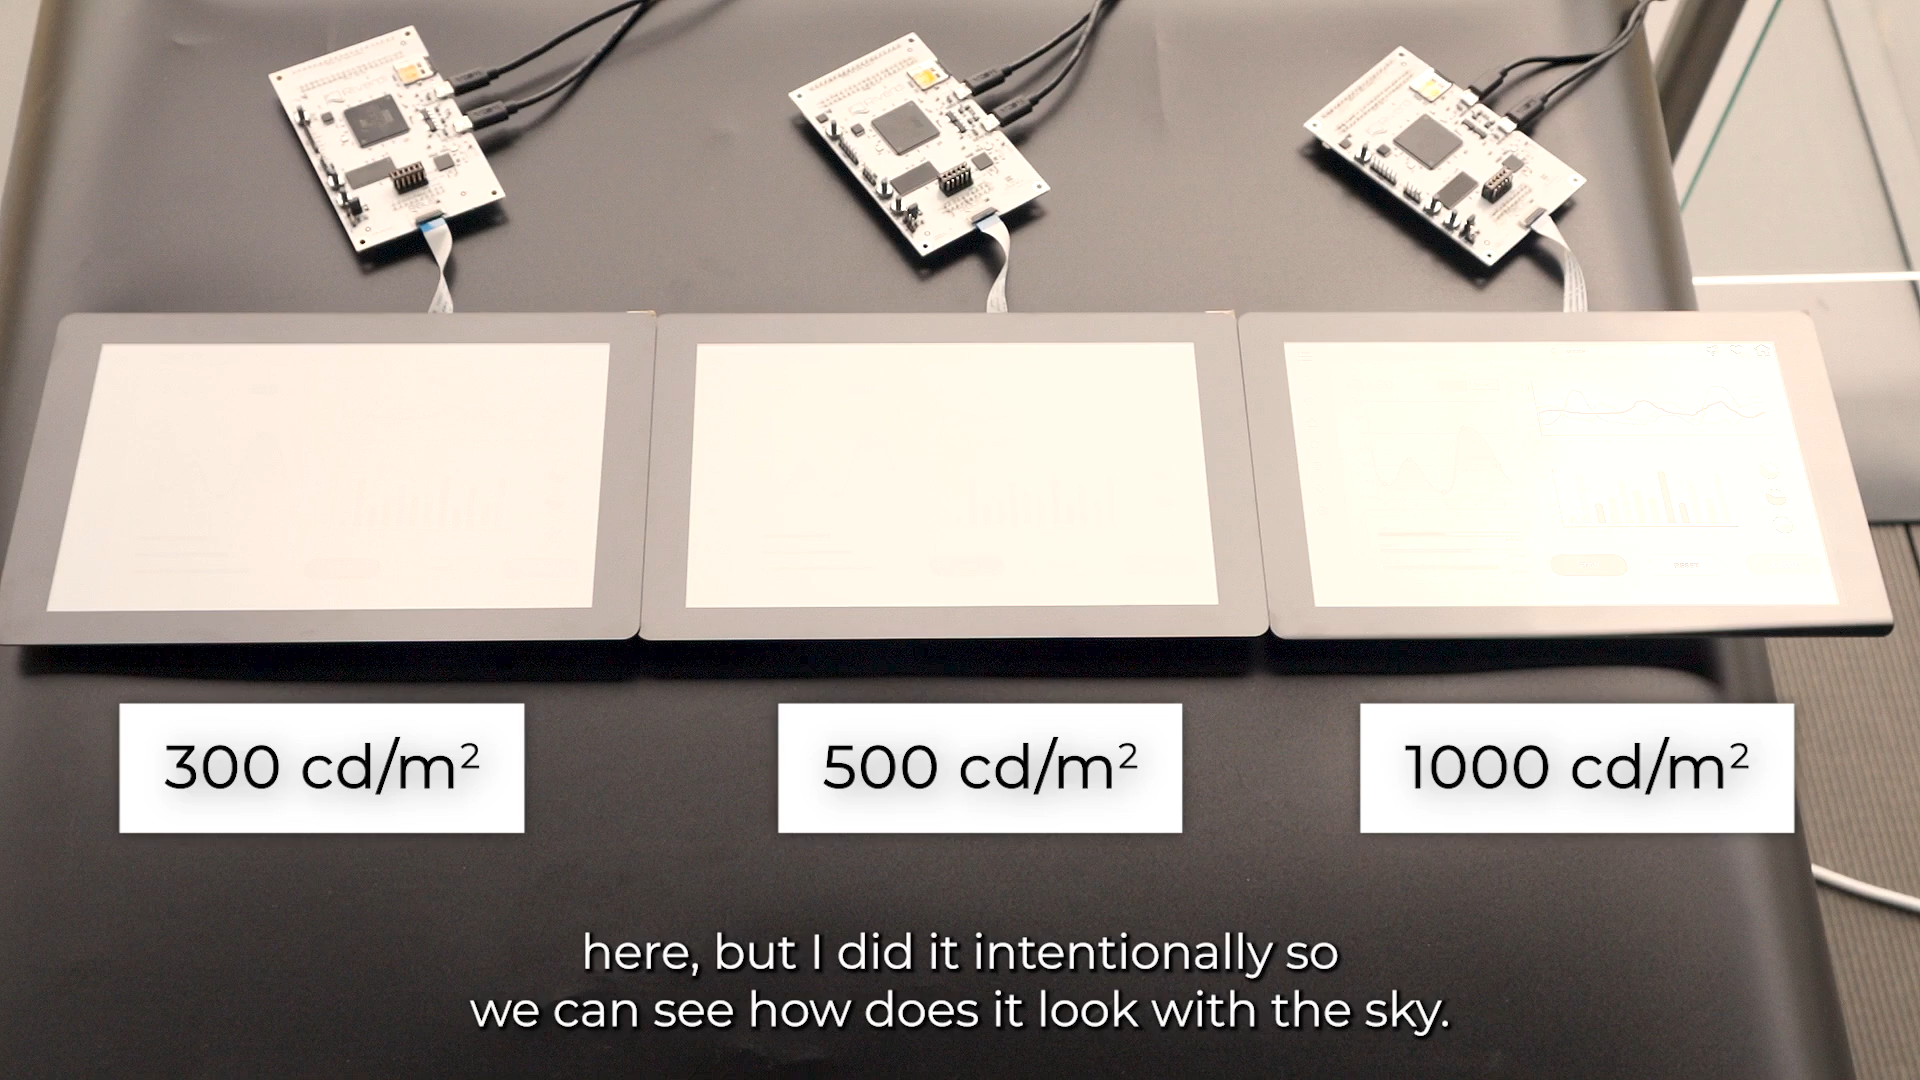 300 cd/m²
500 cd/m²
1000 cd/m²
here, but I did it intentionally so
we can see how does it look with the sky.